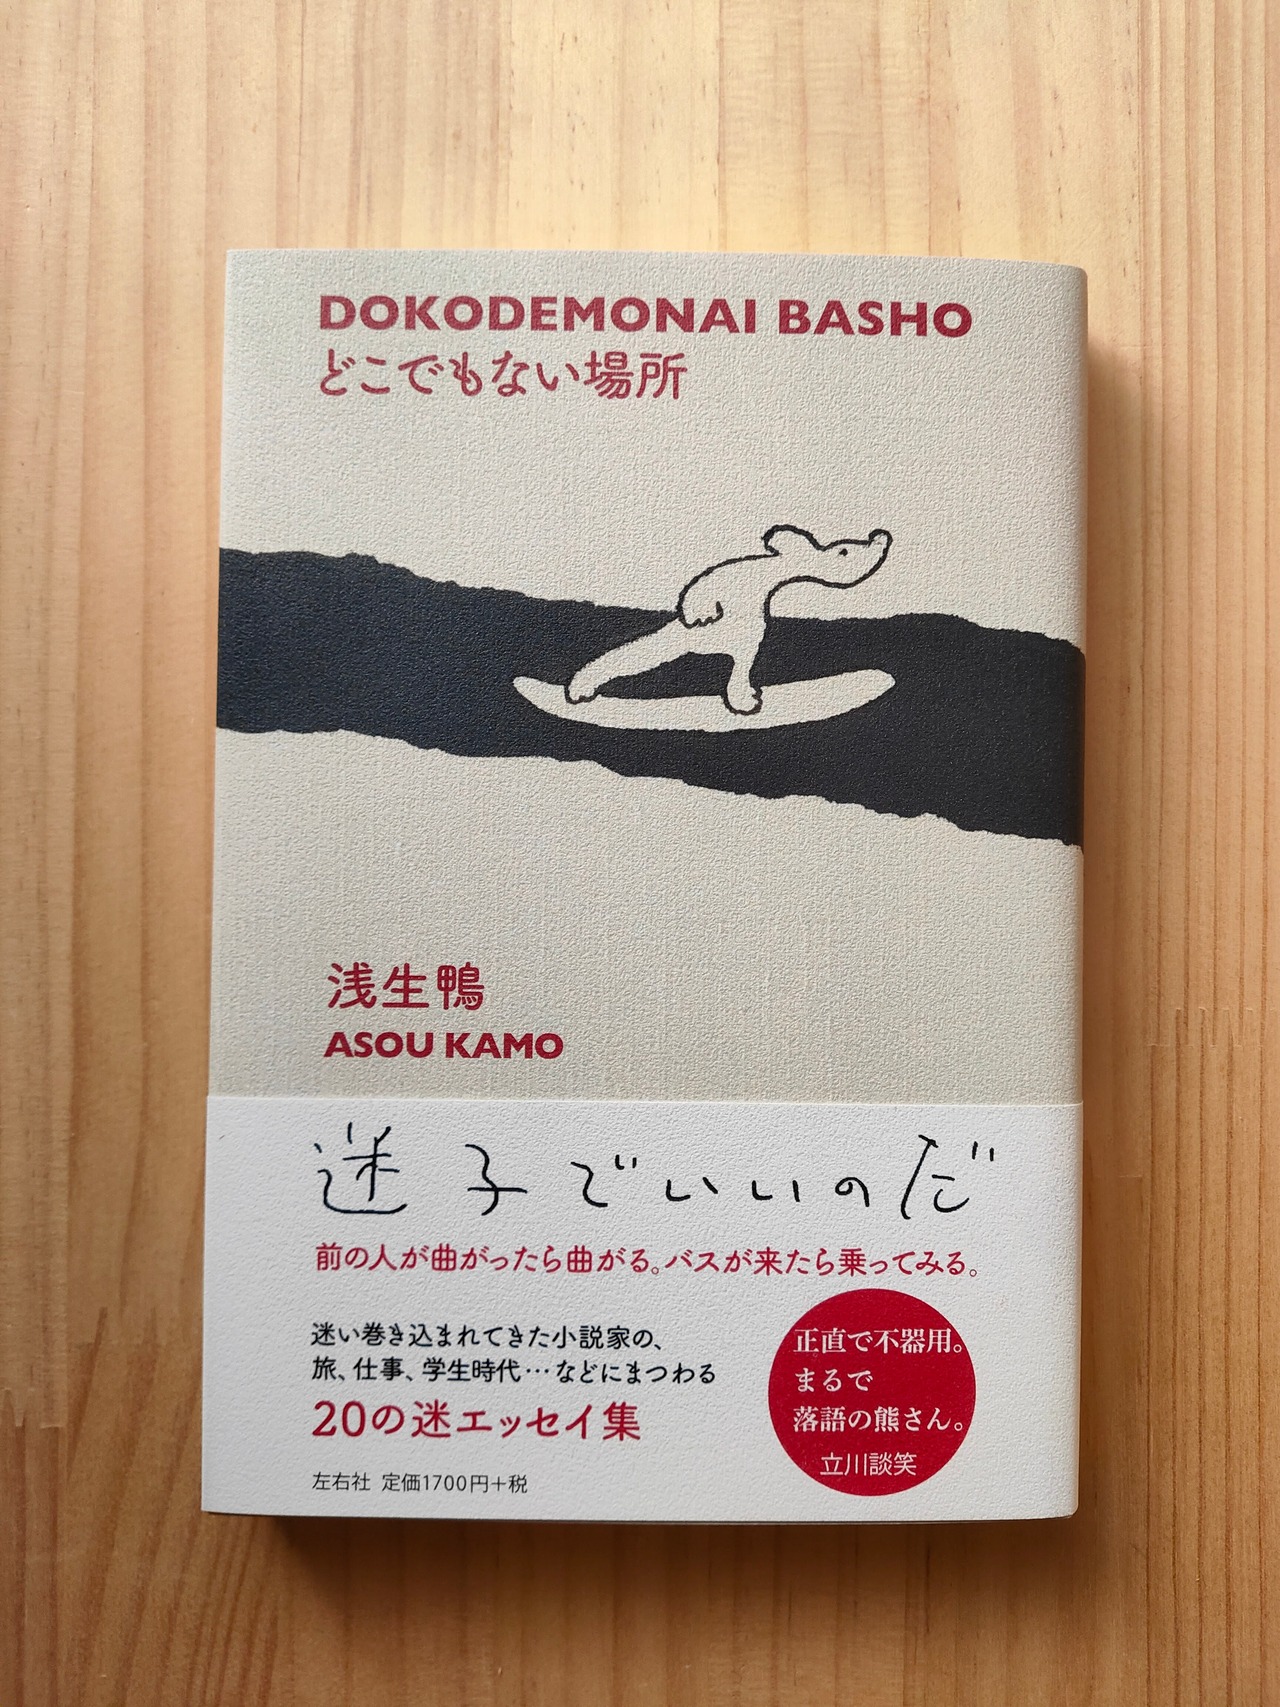 DOKODEMONAI BASHO
どこでもない場所
浅生鴨
ASOU KAMO
迷子でいいのだ
前の人が曲がったら曲がる。バスが来たら乗ってみる。
迷い巻き込まれてきた小説家の、
旅、仕事、学生時代…などにまつわる
20の迷エッセイ集
左右社 定価1700円+税
正直で不器用。
まるで
落語の熊さん。
立川談笑